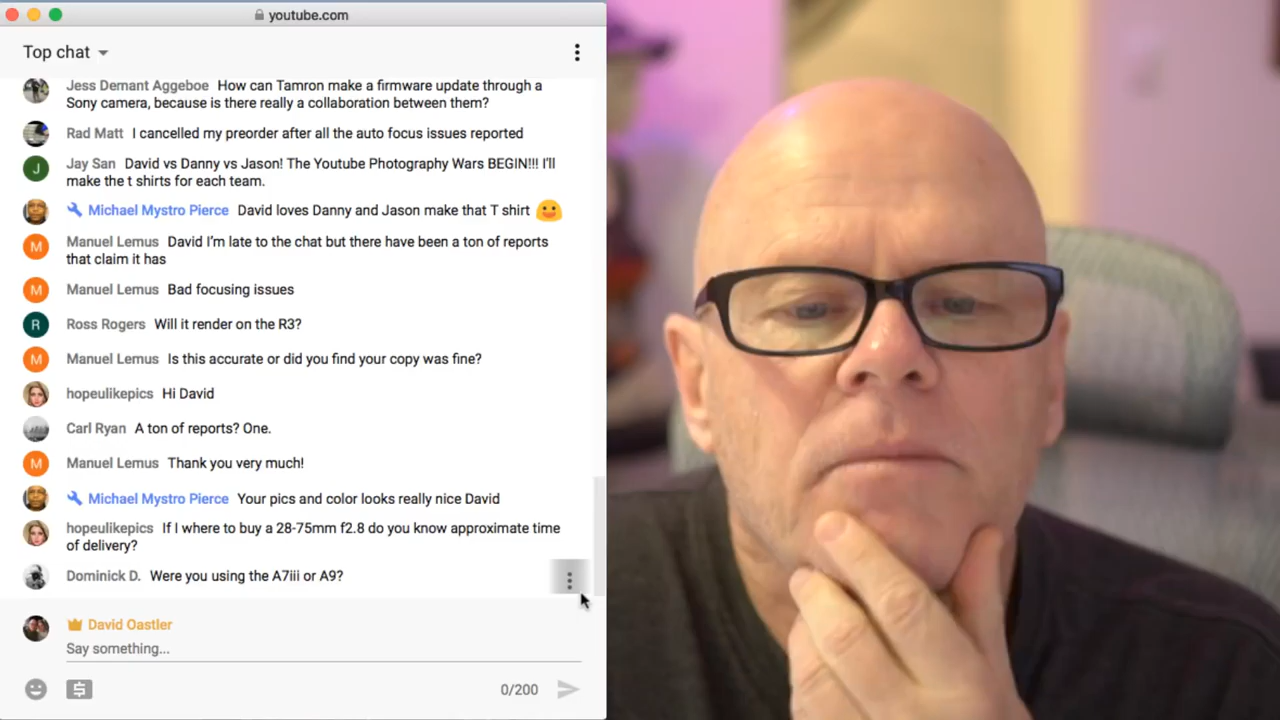 youtube.com
Top chat
Jess Demant Aggeboe How can Tamron make a firmware update through a
Sony camera, because is there really a collaboration between them?
Rad Matt I cancelled my preorder after all the auto focus issues reported
J
Jay San David vs Danny vs Jason! The Youtube Photography Wars BEGIN!!! I'll
make the t shirts for each team.
Michael Mystro Pierce David loves Danny and Jason make that T shirt
M
Manuel Lemus David I'm late to the chat but there have been a ton of reports
that claim it has
M
Manuel Lemus Bad focusing issues
R
Ross Rogers Will it render on the R3?
M
Manuel Lemus Is this accurate or did you find your copy was fine?
hopeulikepics Hi David
Carl Ryan A ton of reports? One.
M
Manuel Lemus Thank you very much!
Michael Mystro Pierce Your pics and color looks really nice David
hopeulikepics If I where to buy a 28-75mm f2.8 do you know approximate time
of delivery?
Dominick D. Were you using the A7iii or A9?
David Oastler
Say something...
$
0/200